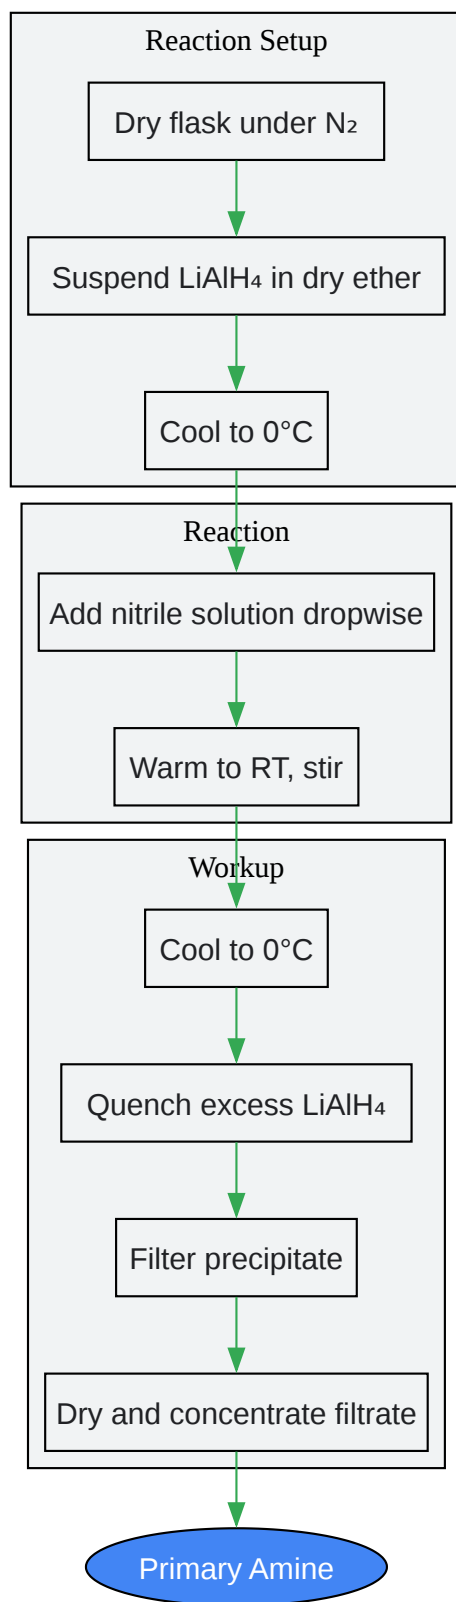 Reaction Setup
Dry flask under N₂
Suspend LiAlH₄ in dry ether
Cool to 0°C
Reaction
Add nitrile solution dropwise
Warm to RT, stir
Workup
Cool to 0°C
Quench excess LiAlH₄
Filter precipitate
Dry and concentrate filtrate
Primary Amine